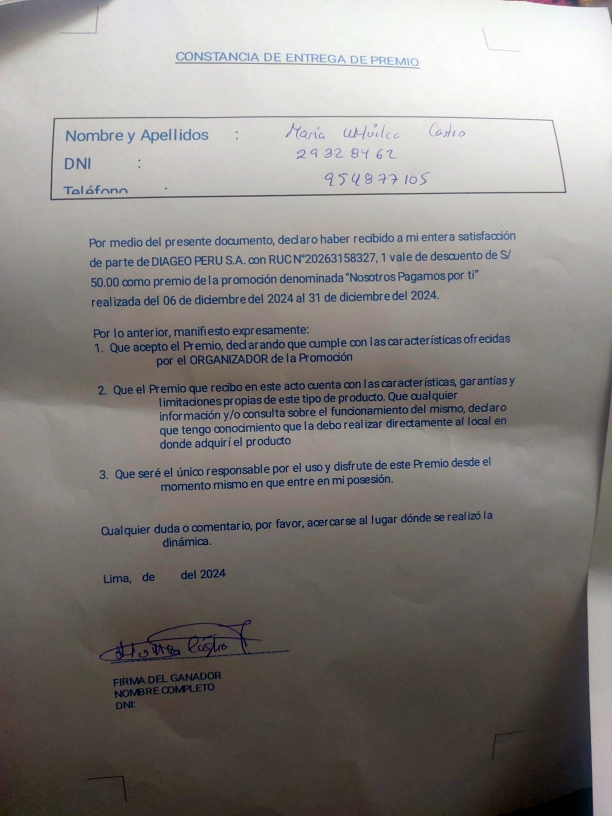 CONSTANCIA DE ENTREGA DE PREMIO
Nombre y Apellidos : María Castro
DNI : 29328462
Teléfono : 954877105
Por medio del presente documento, declaro haber recibido a mi entera satisfacción
de parte de DIAGEO PERU S.A. con RUC N°20263158327, 1 vale de descuento de S/
50.00 como premio de la promoción denominada "Nosotros Pagamos por ti"
realizada del 06 de diciembre del 2024 al 31 de diciembre del 2024.
Por lo anterior, manifiesto expresamente:
1. Que acepto el Premio, declarando que cumple con las características ofrecidas
por el ORGANIZADOR de la Promoción
2. Que el Premio que recibo en este acto cuenta con las características, garantías y
limitaciones propias de este tipo de producto. Que cualquier
información y/o consulta sobre el funcionamiento del mismo, declaro
que tengo conocimiento que la debo realizar directamente al local en
donde adquirí el producto
3. Que seré el único responsable por el uso y disfrute de este Premio desde el
momento mismo en que entre en mi posesión.
Cualquier duda o comentario, por favor, acercarse al lugar dónde se realizó la
dinámica.
Lima, de del 2024
Castro
FIRMA DEL GANADOR
NOMBRE COMPLETO
DNI: